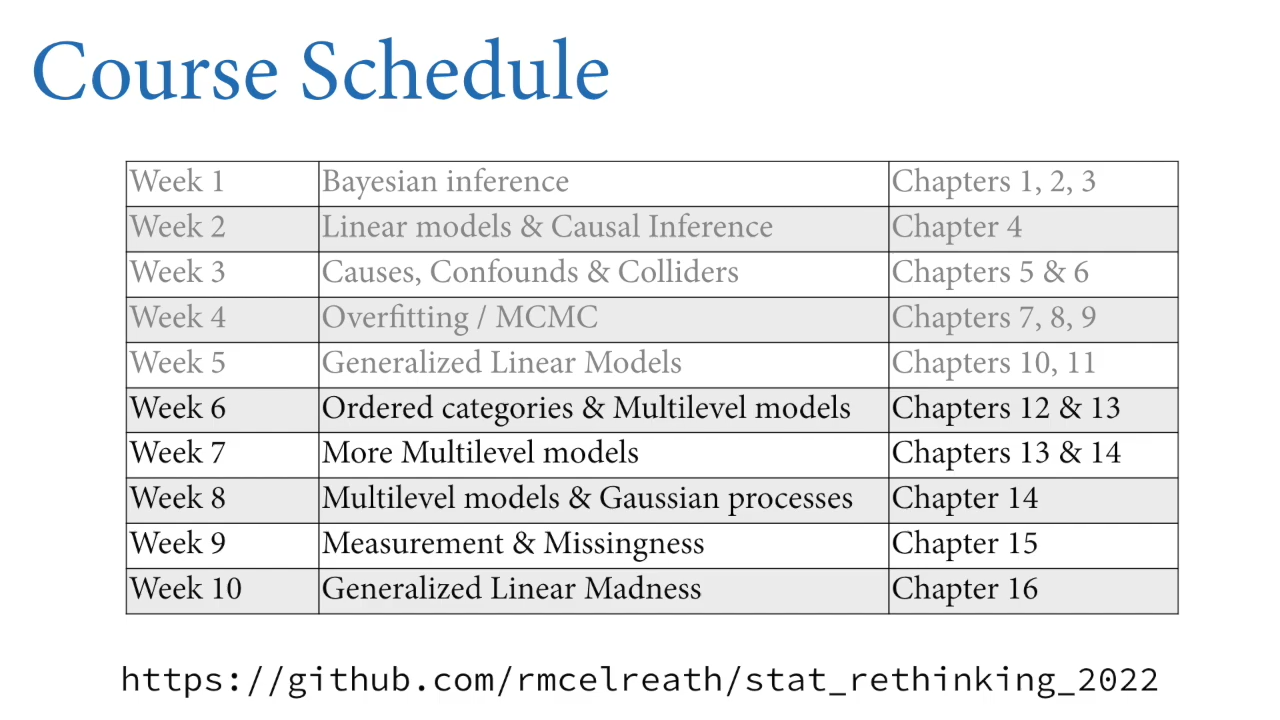 Course Schedule
Week 1 Bayesian inference Chapters 1, 2, 3
Week 2 Linear models & Causal Inference Chapter 4
Week 3 Causes, Confounds & Colliders Chapters 5 & 6
Week 4 Overfitting / MCMC Chapters 7, 8, 9
Week 5 Generalized Linear Models Chapters 10, 11
Week 6 Ordered categories & Multilevel models Chapters 12 & 13
Week 7 More Multilevel models Chapters 13 & 14
Week 8 Multilevel models & Gaussian processes Chapter 14
Week 9 Measurement & Missingness Chapter 15
Week 10 Generalized Linear Madness Chapter 16
https://github.com/rmcelreath/stat_rethinking_2022